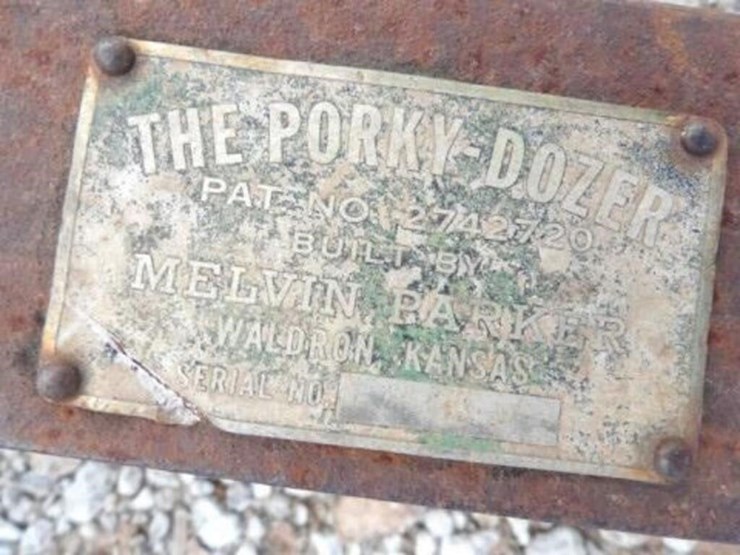 THE PORKY-DOZER
PAT. NO. 2742720
BUILT BY
MELVIN PARKER
WALDRON, KANSAS
SERIAL NO.